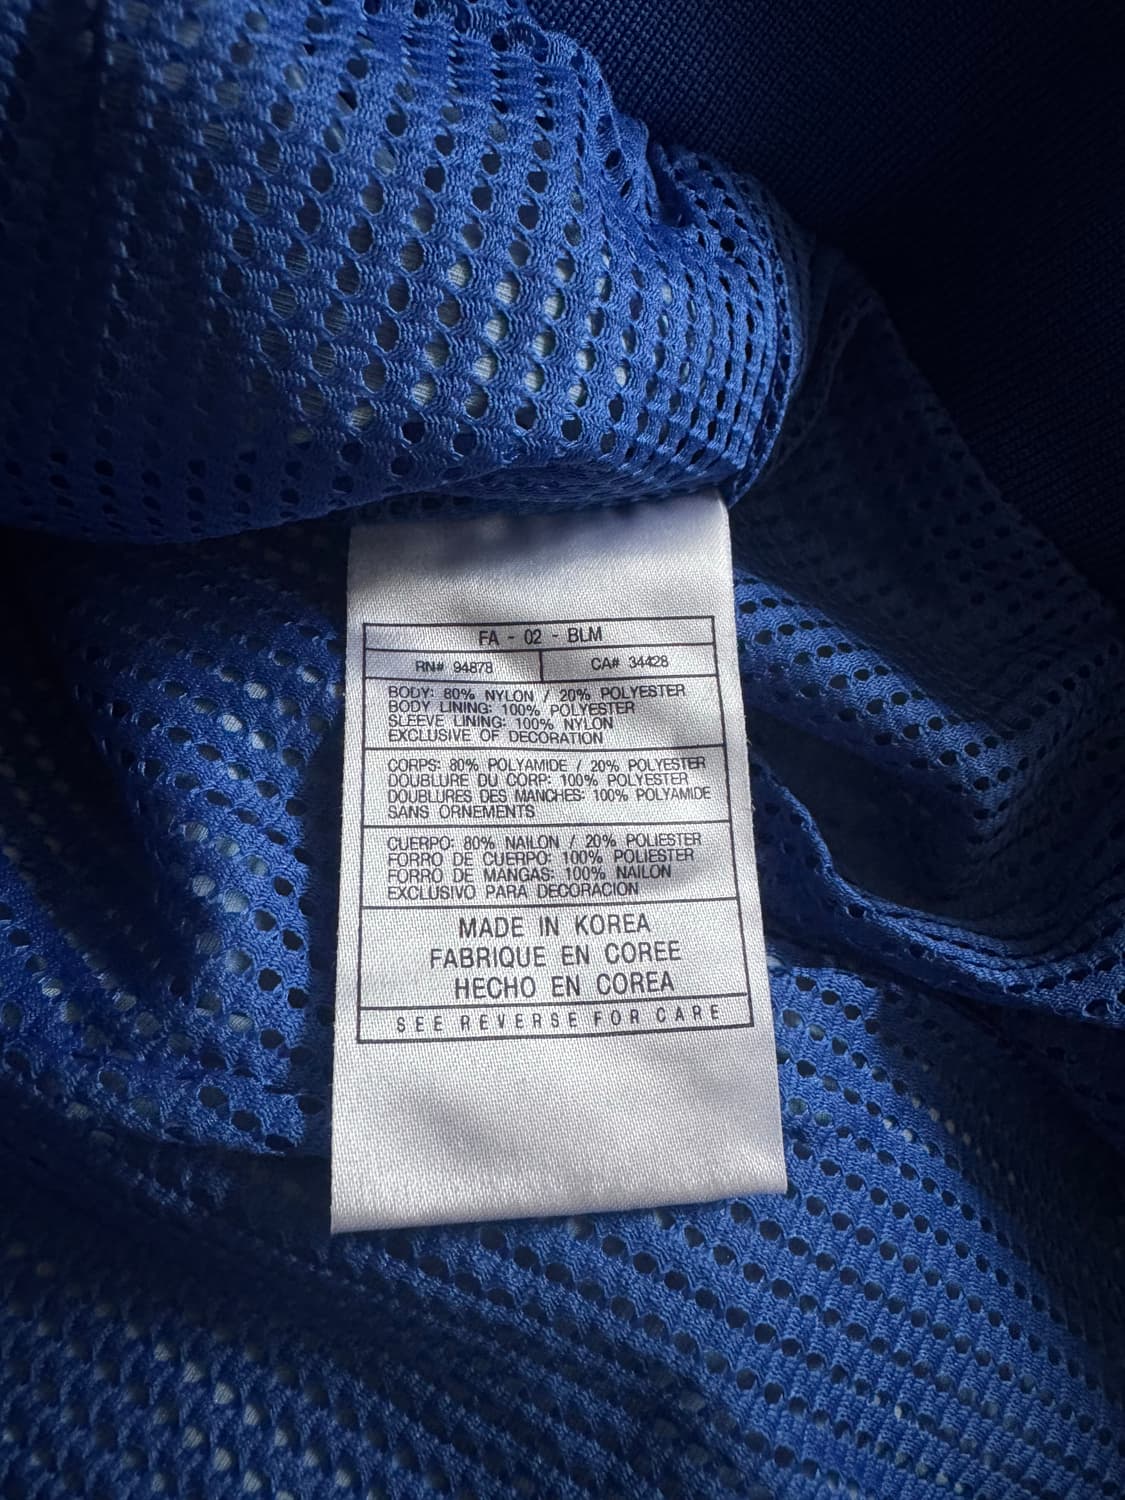 FA - 02 - BLM
RN# 94878
CA# 34428
BODY: 80% NYLON / 20% POLYESTER
BODY LINING: 100% POLYESTER
SLEEVE LINING: 100% NYLON
EXCLUSIVE OF DECORATION
CORPS: 80% POLYAMIDE / 20% POLYESTER
DOUBLURE DU CORP: 100% POLYESTER
DOUBLURES DES MANCHES: 100% POLYAMIDE
SANS ORNEMENTS
CUERPO: 80% NAILON / 20% POLIESTER
FORRO DE CUERPO: 100% POLIESTER
FORRO DE MANGAS: 100% NAILON
EXCLUSIVO PARA DECORACION
MADE IN KOREA
FABRIQUE EN COREE
HECHO EN COREA
SEE REVERSE FOR CARE